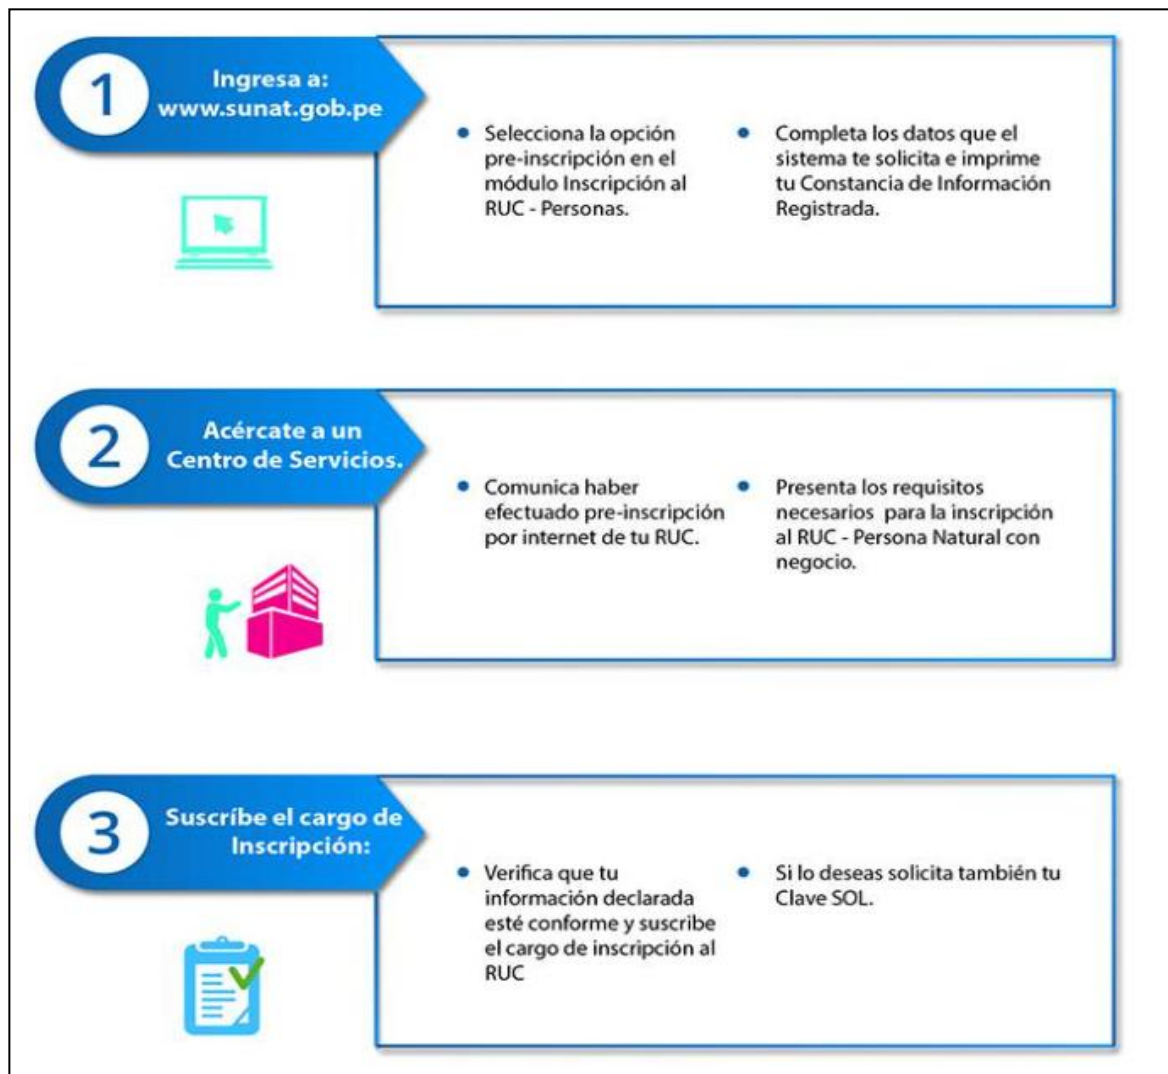 1
Ingresa a:
www.sunat.gob.pe
Selecciona la opción
pre-inscripción en el
módulo Inscripción al
RUC - Personas.
Completa los datos que el
sistema te solicita e imprime
tu Constancia de Información
Registrada.
2
Acércate a un
Centro de Servicios.
Comunica haber
efectuado pre-inscripción
por internet de tu RUC.
Presenta los requisitos
necesarios para la inscripción
al RUC - Persona Natural con
negocio.
3
Suscríbe el cargo de
Inscripción:
Verifica que tu
información declarada
esté conforme y suscribe
el cargo de inscripción al
RUC
Si lo deseas solicita también tu
Clave SOL.